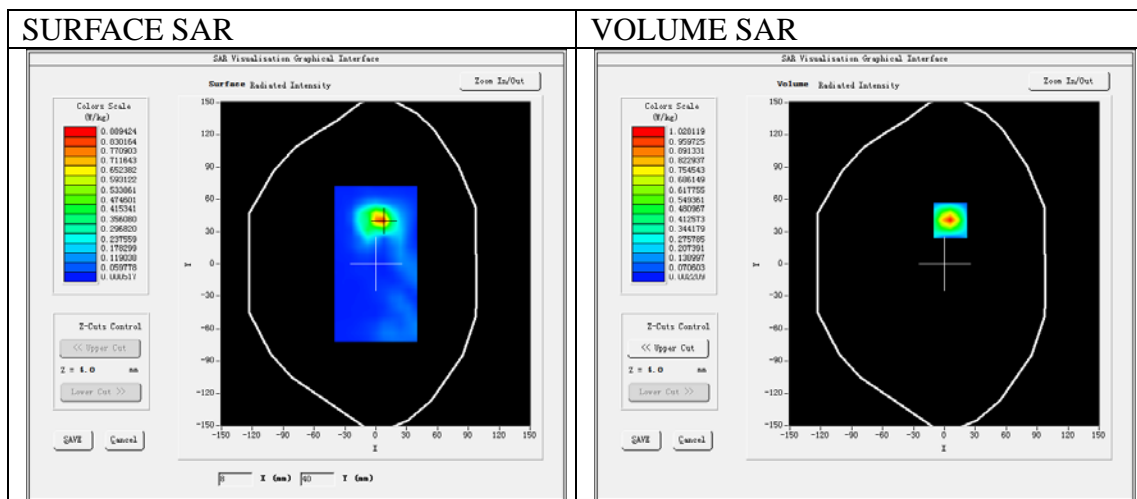 SURFACE SAR
VOLUME SAR
SAR Visualisation Graphical Interface
Surface Radiated Intensity
Zoom In/Out
Colors Scale
(W/kg)
0.889424
0.830164
0.770903
0.711643
0.652382
0.593122
0.533861
0.474601
0.415341
0.356080
0.296820
0.237559
0.178299
0.119038
0.059778
0.000517
Z-Cuts Control
<< Upper Cut
Z = 4.0 mm
Lower Cut >>
SAVE
Cancel
150
120
90
60
30
0
-30
-60
-90
-120
-150
Y
-150 -120 -90 -60 -30 0 30 60 90 120 150
X
8 X (mm) 40 Y (mm)
SAR Visualisation Graphical Interface
Volume Radiated Intensity
Zoom In/Out
Colors Scale
(W/kg)
1.028119
0.959725
0.891331
0.822937
0.754543
0.686149
0.617755
0.549361
0.480967
0.412573
0.344179
0.275785
0.207391
0.138997
0.070603
0.002209
Z-Cuts Control
<< Upper Cut
Z = 4.0 mm
Lower Cut >>
SAVE
Cancel
150
120
90
60
30
0
-30
-60
-90
-120
-150
Y
-150 -120 -90 -60 -30 0 30 60 90 120 150
X